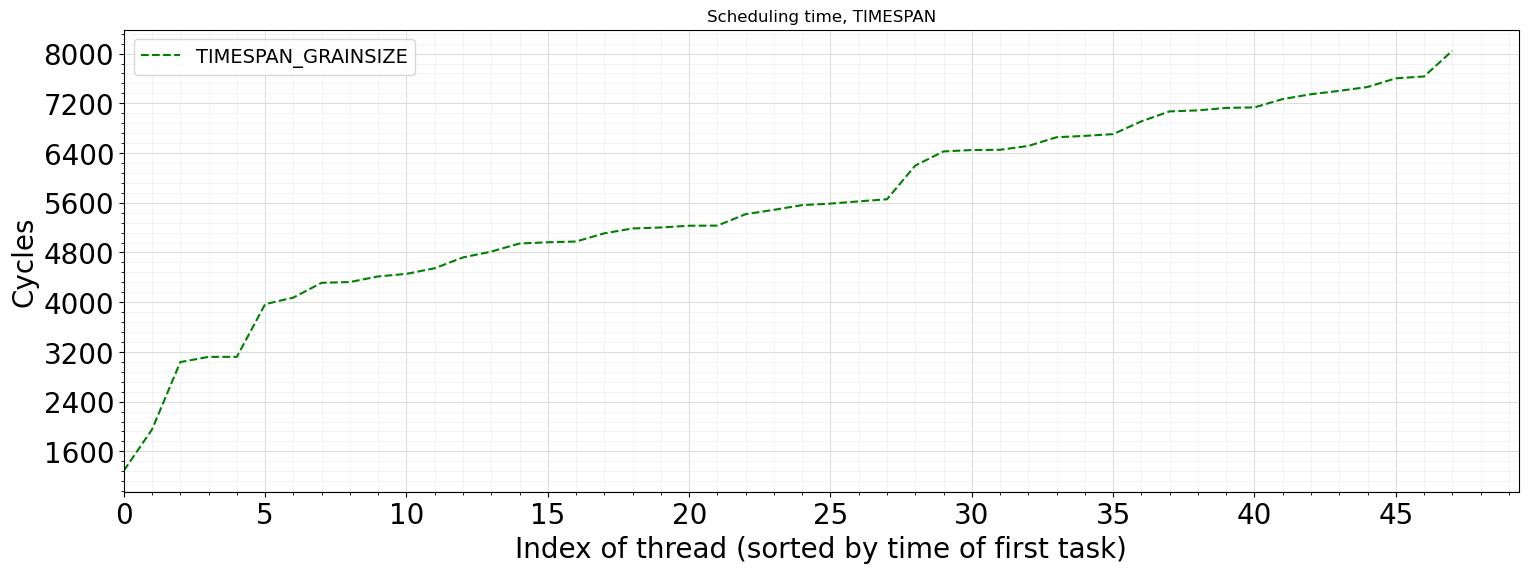 Scheduling time, TIMESPAN
TIMESPAN_GRAINSIZE
8000
7200
6400
5600
4800
4000
3200
2400
1600
Cycles
0 5 10 15 20 25 30 35 40 45
Index of thread (sorted by time of first task)